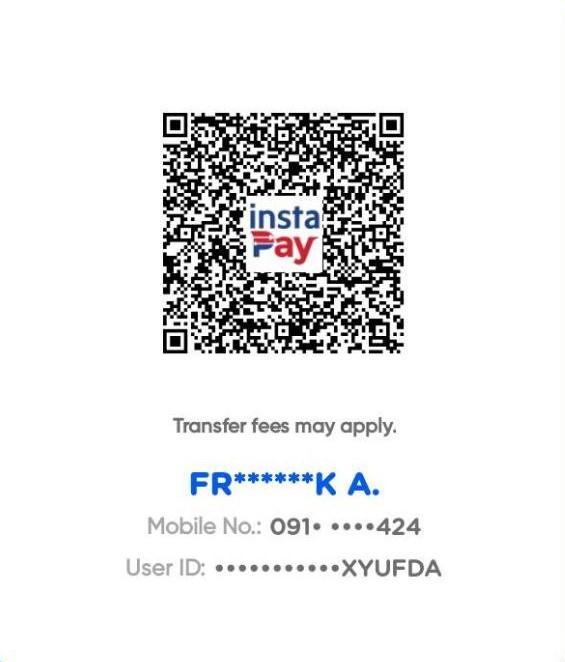 insta
Pay
Transfer fees may apply.
FR******K A.
Mobile No.: 091• ••••424
User ID: •••••••••••XYUFDA